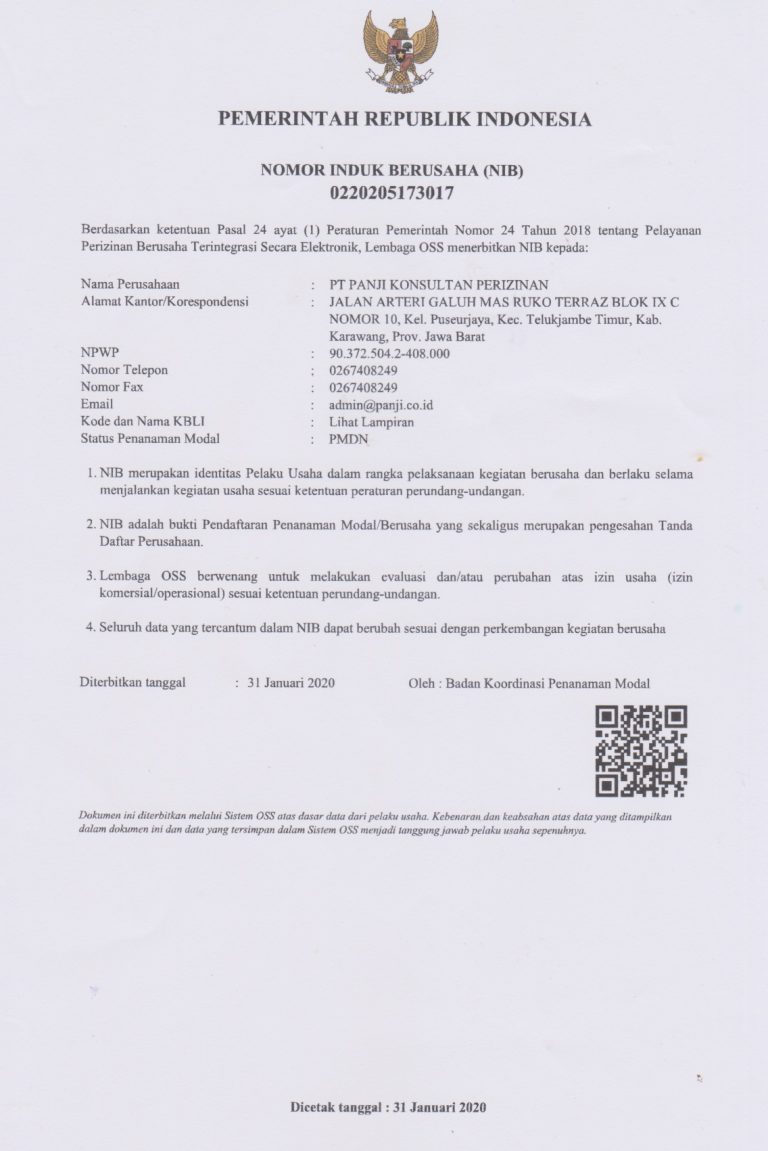 PEMERINTAH REPUBLIK INDONESIA
NOMOR INDUK BERUSAHA (NIB)
0220205173017
Berdasarkan ketentuan Pasal 24 ayat (1) Peraturan Pemerintah Nomor 24 Tahun 2018 tentang Pelayanan
Perizinan Berusaha Terintegrasi Secara Elektronik, Lembaga OSS menerbitkan NIB kepada:
Nama Perusahaan : PT PANJI KONSULTAN PERIZINAN
Alamat Kantor/Korespondensi : JALAN ARTERI GALUH MAS RUKO TERRAZ BLOK IX C
NOMOR 10, Kel. Puseurjaya, Kec. Telukjambe Timur, Kab.
Karawang, Prov. Jawa Barat
NPWP : 90.372.504.2-408.000
Nomor Telepon : 0267408249
Nomor Fax : 0267408249
Email : admin@panji.co.id
Kode dan Nama KBLI : Lihat Lampiran
Status Penanaman Modal : PMDN
1. NIB merupakan identitas Pelaku Usaha dalam rangka pelaksanaan kegiatan berusaha dan berlaku selama
menjalankan kegiatan usaha sesuai ketentuan peraturan perundang-undangan.
2. NIB adalah bukti Pendaftaran Penanaman Modal/Berusaha yang sekaligus merupakan pengesahan Tanda
Daftar Perusahaan.
3. Lembaga OSS berwenang untuk melakukan evaluasi dan/atau perubahan atas izin usaha (izin
komersial/operasional) sesuai ketentuan perundang-undangan.
4. Seluruh data yang tercantum dalam NIB dapat berubah sesuai dengan perkembangan kegiatan berusaha
Diterbitkan tanggal : 31 Januari 2020 Oleh : Badan Koordinasi Penanaman Modal
Dokumen ini diterbitkan melalui Sistem OSS atas dasar data dari pelaku usaha. Kebenaran dan keabsahan atas data yang ditampilkan
dalam dokumen ini dan data yang tersimpan dalam Sistem OSS menjadi tanggung jawab pelaku usaha sepenuhnya.
Dicetak tanggal : 31 Januari 2020